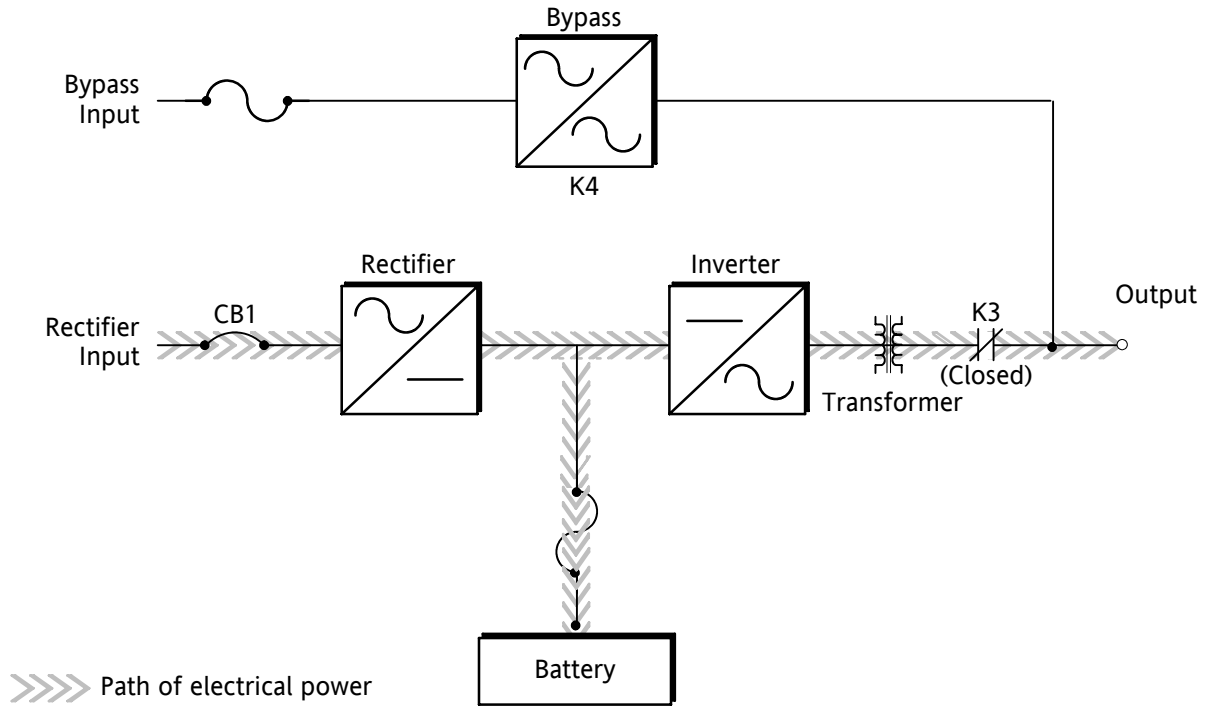 Bypass
Bypass
Input
K4
Rectifier
Inverter
Output
CB1
K3
Rectifier
Input
(Closed)
Transformer
Battery
Path of electrical power